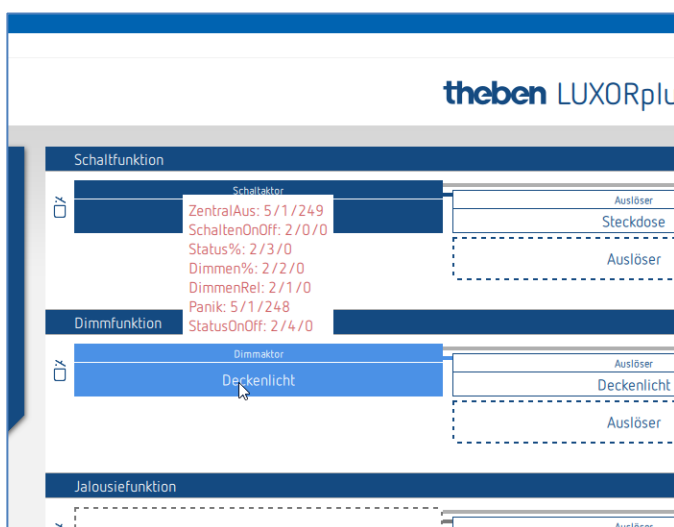 theben LUXORplu
Schaltfunktion
Schaltaktor
Auslöser
Steckdose
Auslöser
ZentralAus: 5/1/249
SchaltenOnOff: 2/0/0
Status%: 2/3/0
Dimmen%: 2/2/0
DimmenRel: 2/1/0
Panik: 5/1/248
StatusOnOff: 2/4/0
Dimmfunktion
Dimmaktor
Deckenlicht
Auslöser
Deckenlicht
Auslöser
Jalousiefunktion
Auslöser